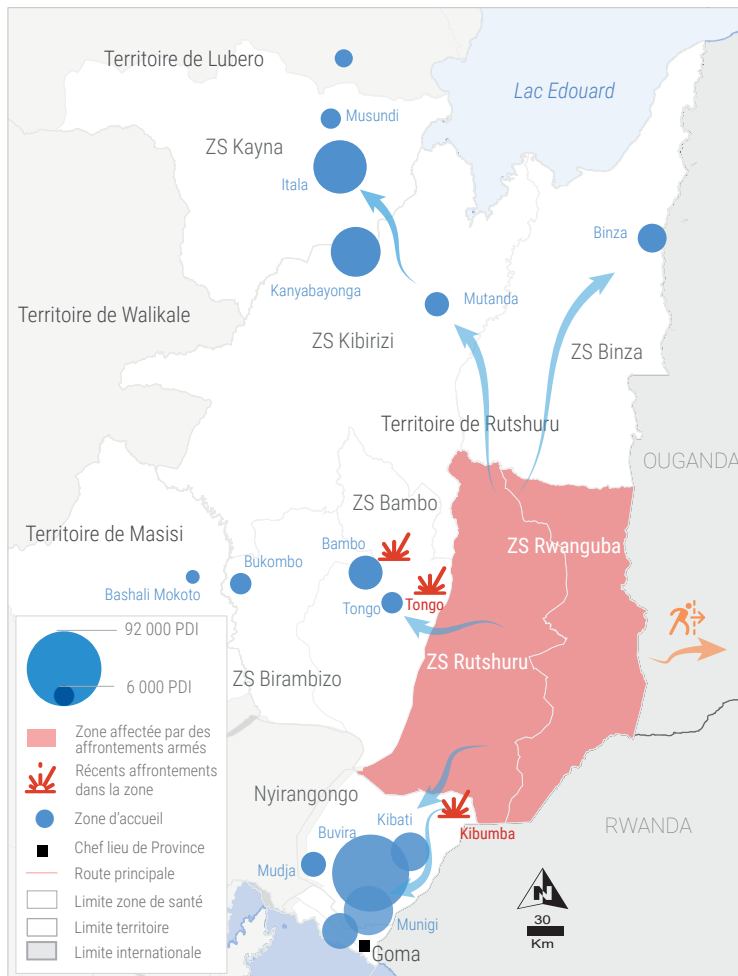 Territoire de Lubero
Lac Edouard
Musundi
ZS Kayna
Itala
Binza
Kanyabayonga
Mutanda
Territoire de Walikale
ZS Kibirizi
ZS Binza
Territoire de Rutshuru
OUGANDA
ZS Bambo
Territoire de Masisi
Bambo
ZS Rwanguba
Bukombo
Bashali Mokoto
Tongo
Tongo
92 000 PDI
6 000 PDI
ZS Rutshuru
ZS Birambizo
Zone affectée par des
affrontements armés
Récents affrontements
dans la zone
Zone d'accueil
Chef lieu de Province
Route principale
Limite zone de santé
Limite territoire
Limite internationale
Nyirangongo
Kibati
Buvira
Kibumba
RWANDA
Mudja
Munigi
Goma
N
30
Km